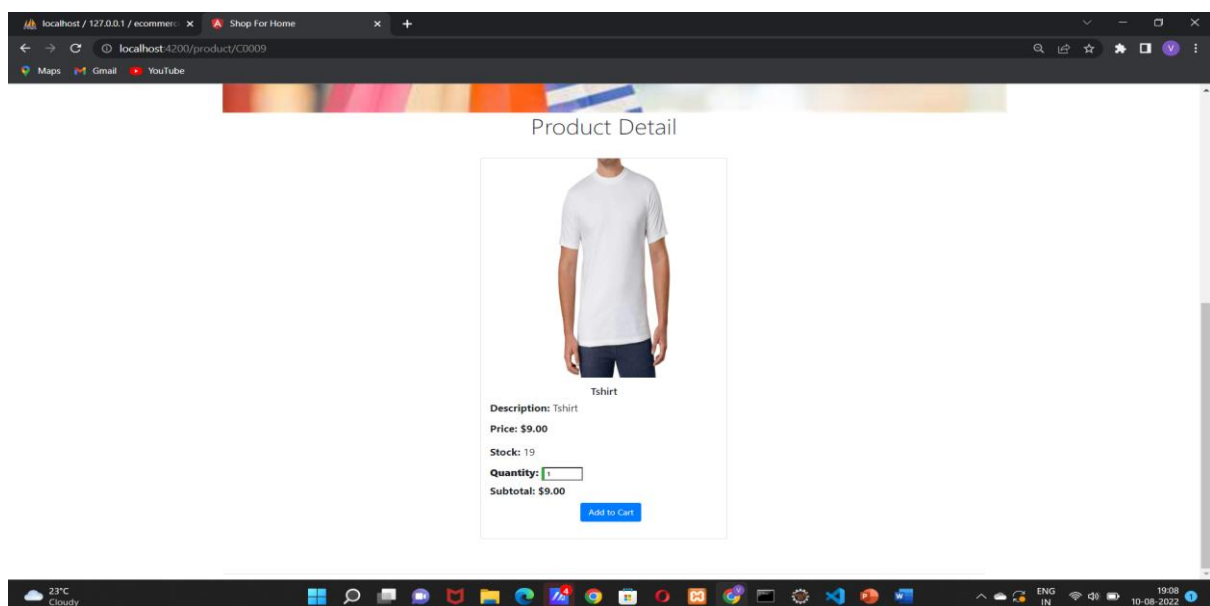 localhost / 127.0.0.1 / ecommerc
Shop For Home
localhost:4200/product/C0009
Maps
Gmail
YouTube
Product Detail
Tshirt
Description: Tshirt
Price: $9.00
Stock: 19
Quantity: 1
Subtotal: $9.00
Add to Cart
23°C
Cloudy
ENG
IN
19:08
10-08-2022